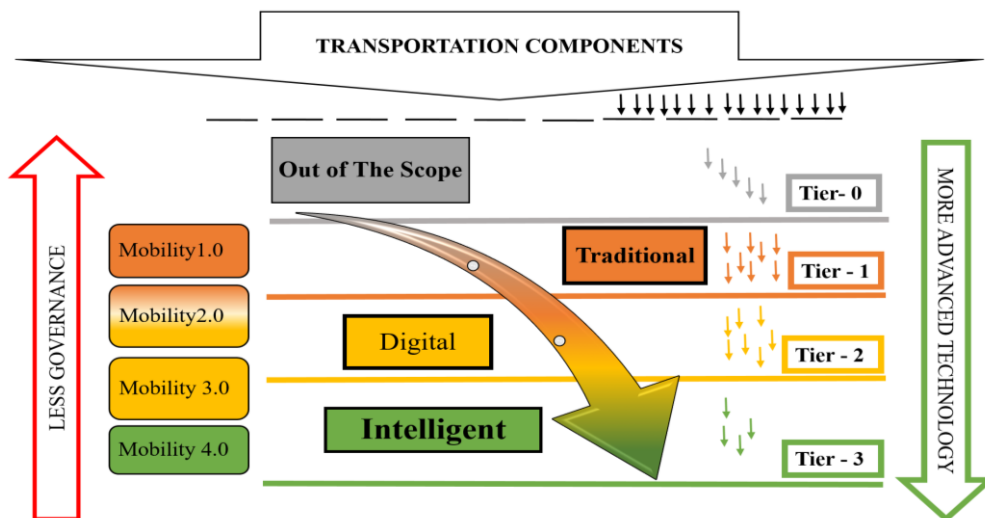 TRANSPORTATION COMPONENTS
Out of The Scope
Tier- 0
LESS GOVERNANCE
MORE ADVANCED TECHNOLOGY
Mobility1.0
Traditional
Tier - 1
Mobility2.0
Digital
Tier - 2
Mobility 3.0
Intelligent
Mobility 4.0
Tier - 3